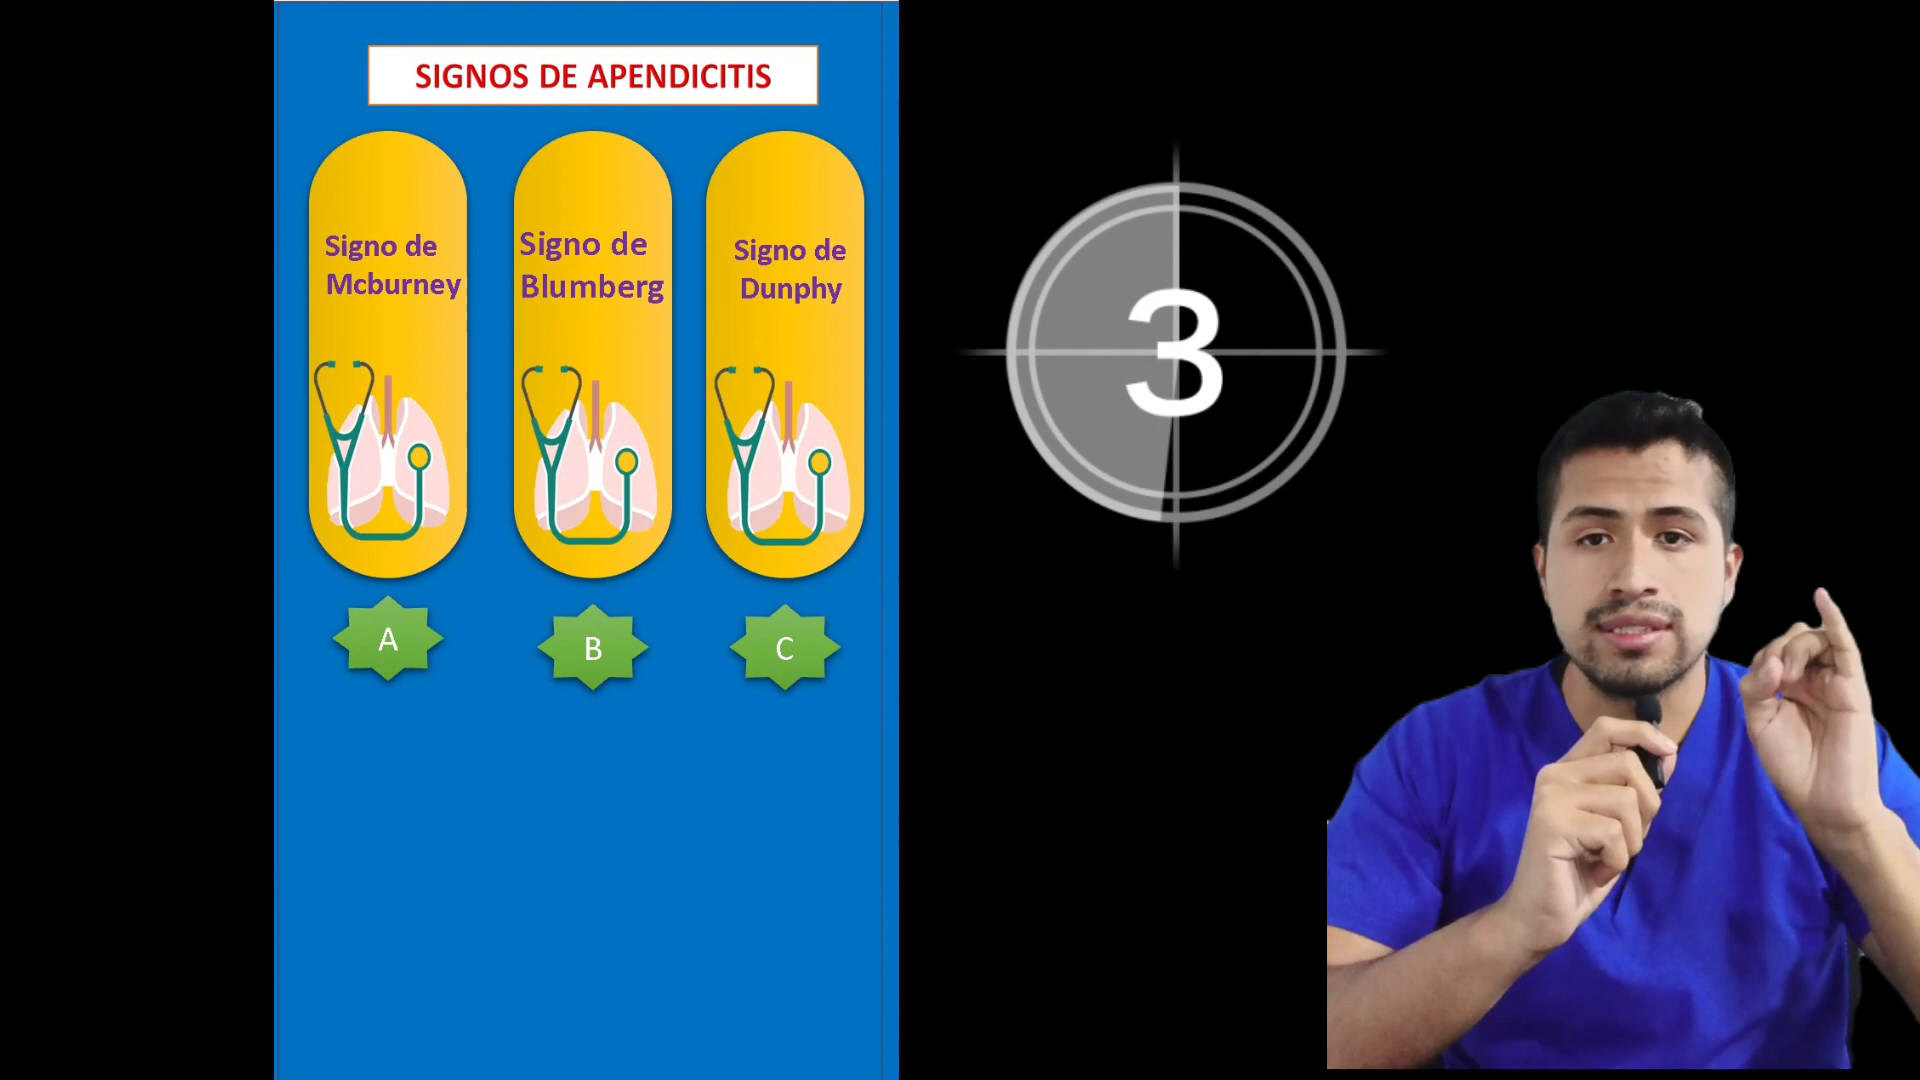 SIGNOS DE APENDICITIS
Signo de
Mcburney
Signo de
Blumberg
Signo de
Dunphy
A
B
C
3